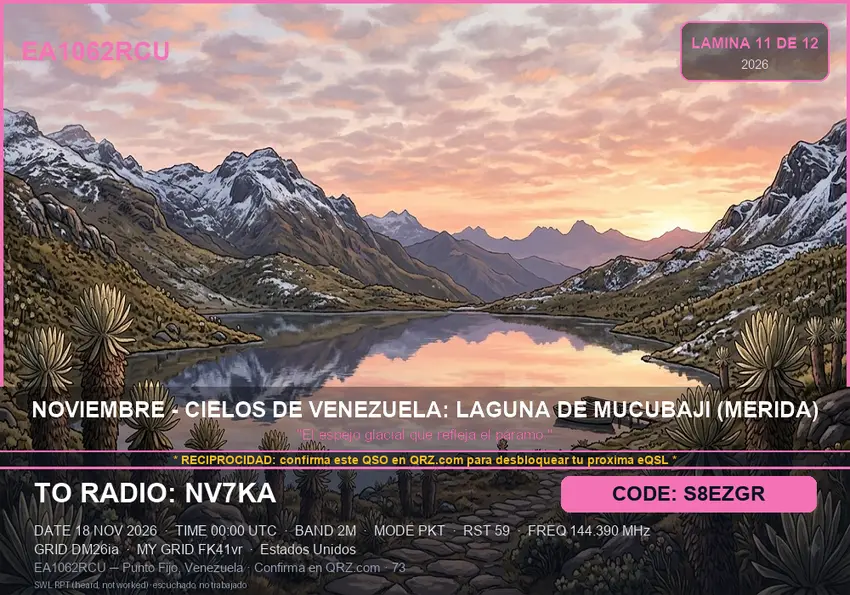 EA1062RCU
LAMINA 11 DE 12
2026
NOVIEMBRE - CIELOS DE VENEZUELA: LAGUNA DE MUCUBAJI (MERIDA)
"El espejo glacial que refleja el paramo."
* RECIPROCIDAD: confirma este QSO en QRZ.com para desbloquear tu proxima eQSL *
TO RADIO: NV7KA
CODE: S8EZGR
DATE 18 NOV 2026 · TIME 00:00 UTC · BAND 2M · MODE PKT · RST 59 · FREQ 144.390 MHz
GRID DM26ia · MY GRID FK41vr · Estados Unidos
EA1062RCU — Punto Fijo, Venezuela · Confirma en QRZ.com · 73
SWL RPT (heard, not worked) · escuchado, no trabajado